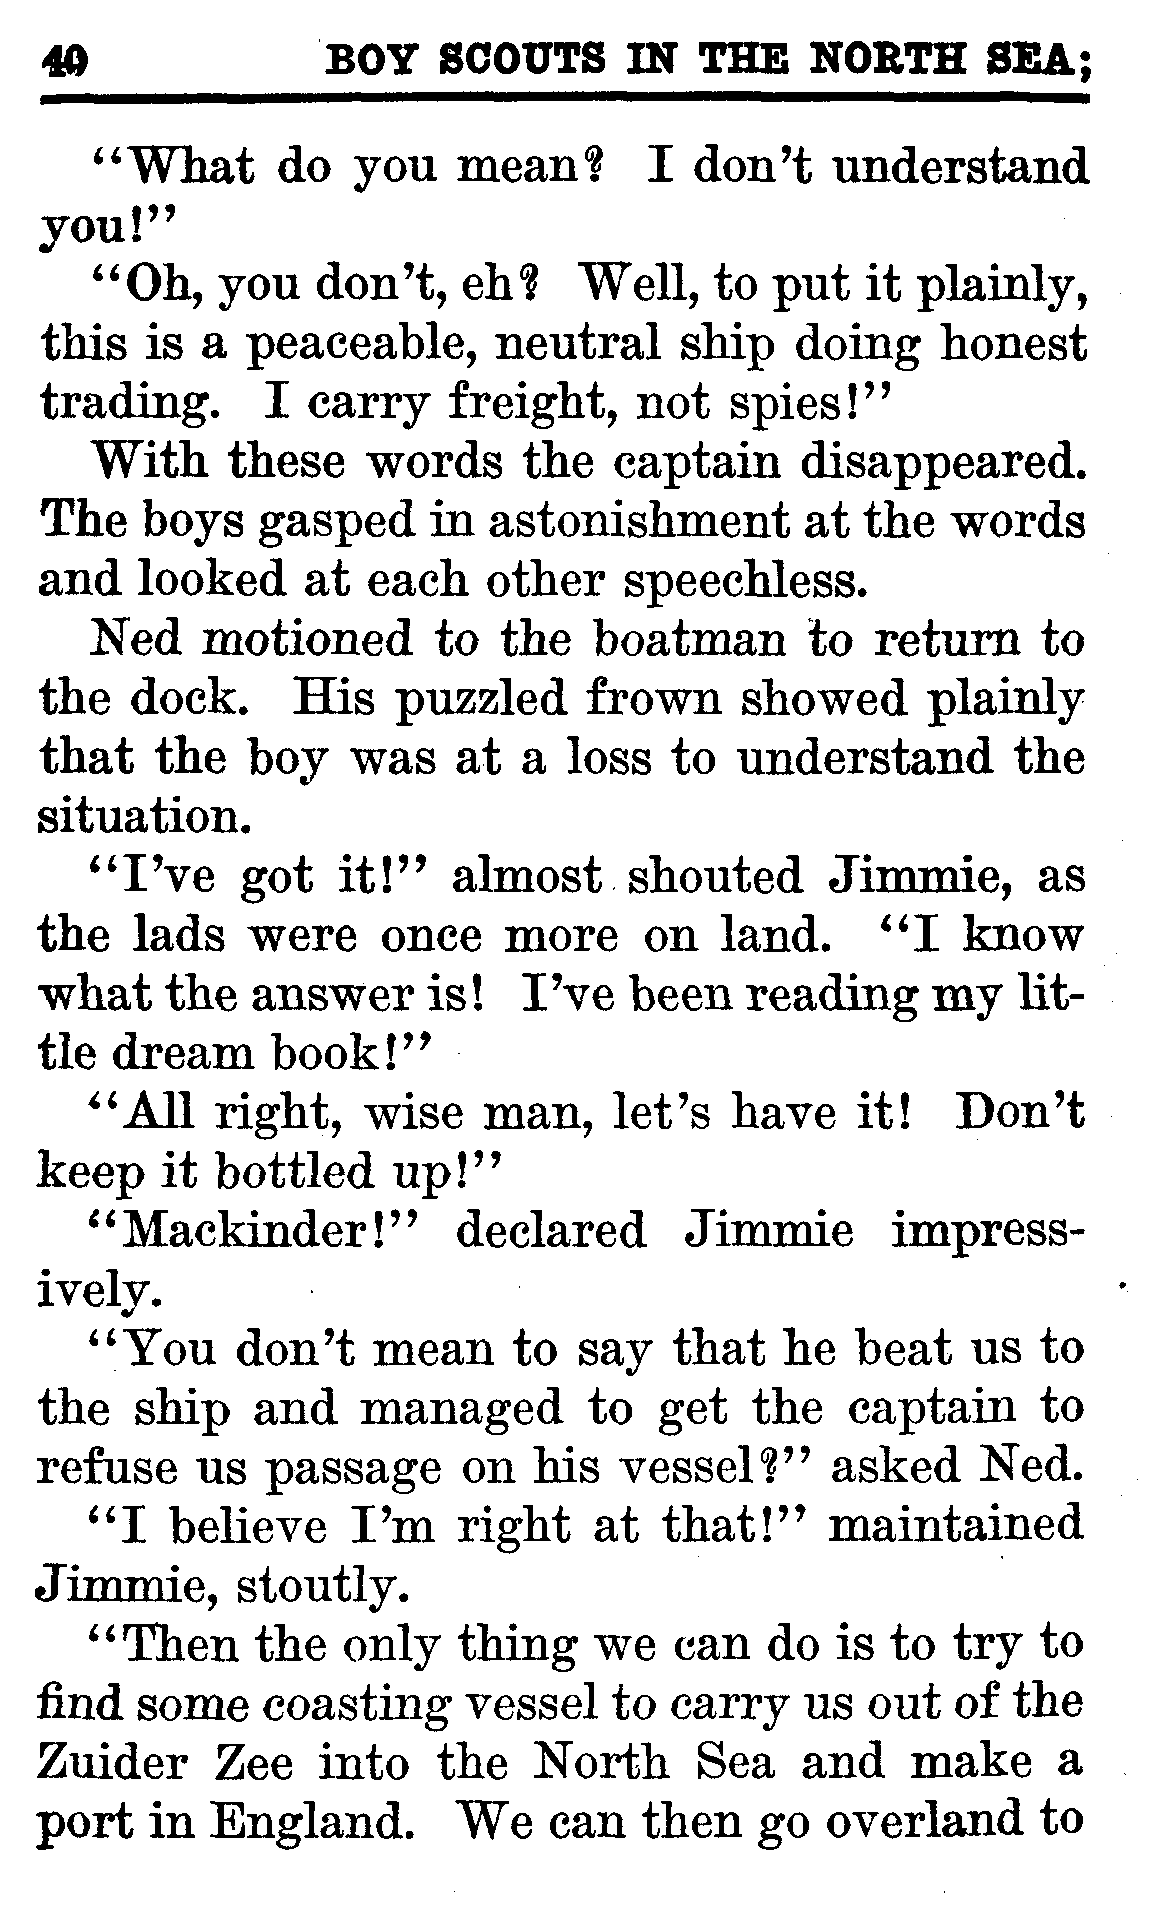 40 BOY SCOUTS IN THE NORTH SEA;
“What do you mean? I don’t understand
you!”
“Oh, you don’t, eh? Well, to put it plainly,
this is a peaceable, neutral ship doing honest
trading. I carry freight, not spies!”
With these words the captain disappeared.
The boys gasped in astonishment at the words
and looked at each other speechless.
Ned motioned to the boatman to return to
the dock. His puzzled frown showed plainly
that the boy was at a loss to understand the
situation.
“I’ve got it!” almost shouted Jimmie, as
the lads were once more on land. “I know
what the answer is! I’ve been reading my lit-
tle dream book!”
“All right, wise man, let’s have it! Don’t
keep it bottled up!”
“Mackinder!” declared Jimmie impress-
ively.
“You don’t mean to say that he beat us to
the ship and managed to get the captain to
refuse us passage on his vessel?” asked Ned.
“I believe I’m right at that!” maintained
Jimmie, stoutly.
“Then the only thing we can do is to try to
find some coasting vessel to carry us out of the
Zuider Zee into the North Sea and make a
port in England. We can then go overland to